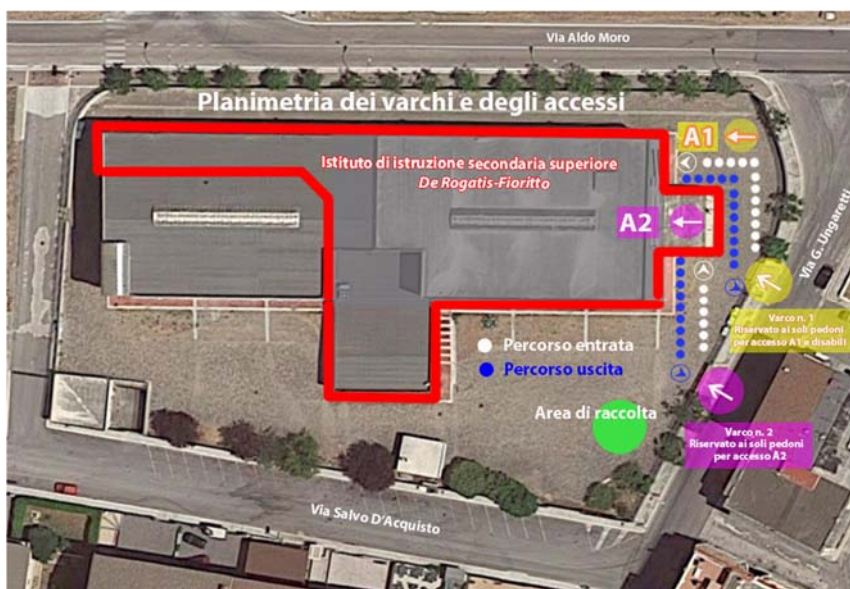 Via Aldo Moro
Planimetria dei varchi e degli accessi
A1
Istituto di istruzione secondaria superiore
De Rogatis-Fioritto
A2
Via G. Ungaretti
Varco n. 1
Riservato ai soli pedoni
per accesso A1 e disabili
Percorso entrata
Percorso uscita
Area di raccolta
Varco n. 2
Riservato ai soli pedoni
per accesso A2
Via Salvo D'Acquisto